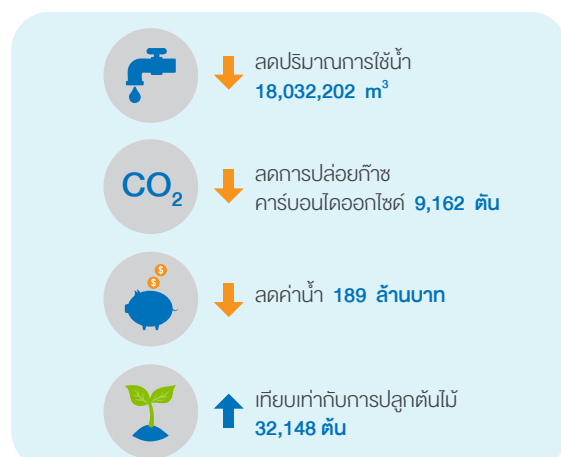 ลดปริมาณการใช้น้ำ
18,032,202 m³
CO₂
ลดการปล่อยก๊าซ
คาร์บอนไดออกไซด์ 9,162 ตัน
$
$
ลดค่าน้ำ 189 ล้านบาท
เทียบเท่ากับการปลูกต้นไม้
32,148 ต้น